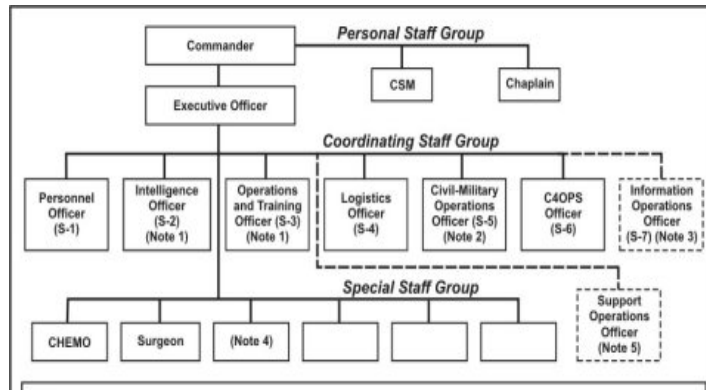 Personal Staff Group
Commander
CSM
Chaplain
Executive Officer
Coordinating Staff Group
Personnel
Officer
(S-1)
Intelligence
Officer
(S-2)
(Note 1)
Operations
and Training
Officer (S-3)
(Note 1)
Logistics
Officer
(S-4)
Civil-Military
Operations
Officer (S-5)
(Note 2)
C4OPS
Officer
(S-6)
Information
Operations
Officer
(S-7) (Note 3)
Special Staff Group
CHEMO
Surgeon
(Note 4)
Support
Operations
Officer
(Note 5)